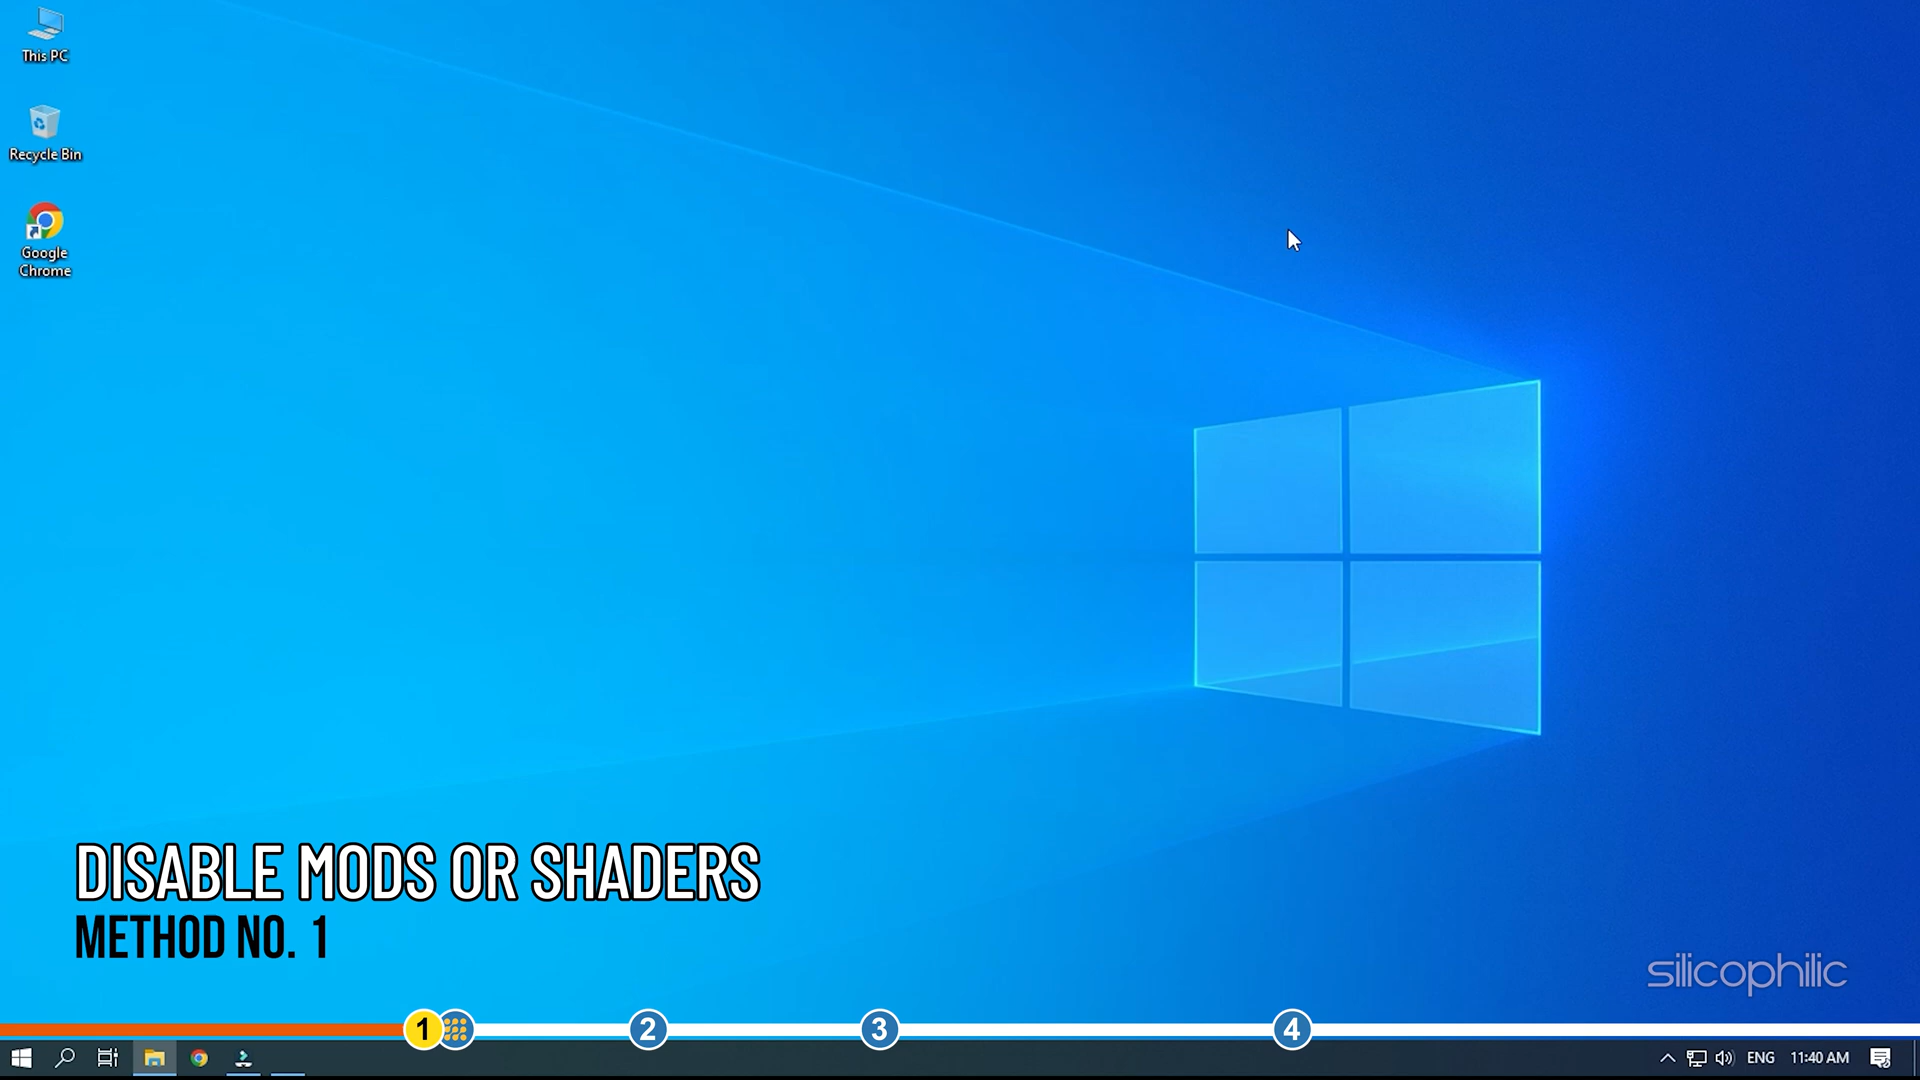 This PC
Recycle Bin
Google
Chrome
DISABLE MODS OR SHADERS
METHOD NO. 1
silicophilic
1
2
3
4
ENG
11:40 AM